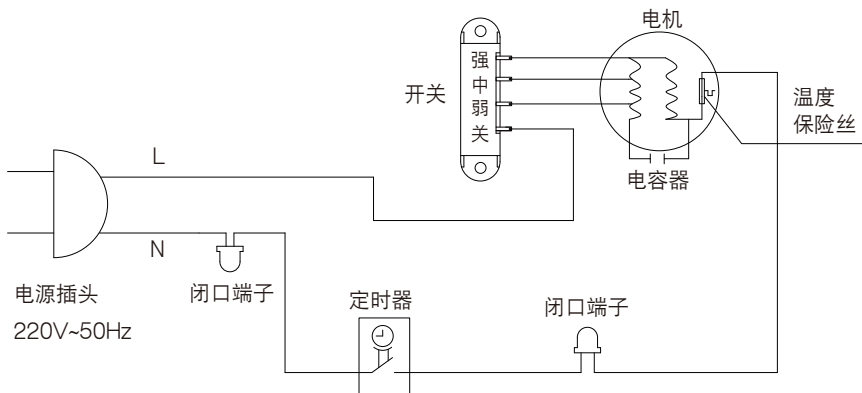 电机
强
中
弱
关
开关
温度
保险丝
电容器
L
N
电源插头
220V~50Hz
闭口端子
定时器
闭口端子